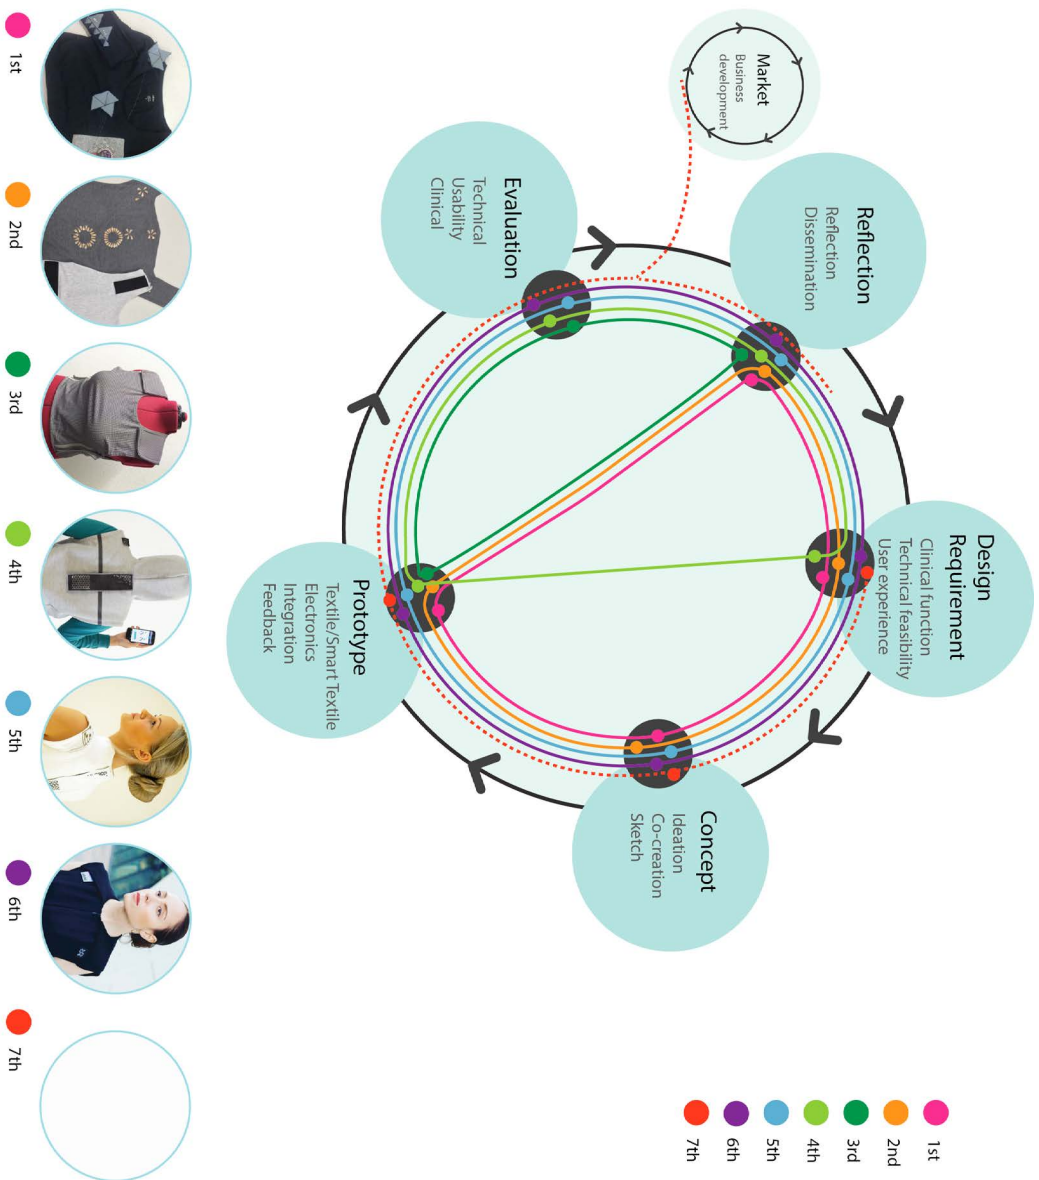 Market
Business
development
Reflection
Reflection
Dissemination
Design
Requirement
Clinical function
Technical feasibility
User experience
Concept
Ideation
Co-creation
Sketch
Prototype
Textile/Smart Textile
Electronics
Integration
Feedback
Evaluation
Technical
Usability
Clinical
1st
2nd
3rd
4th
5th
6th
7th
1st
2nd
3rd
4th
5th
6th
7th